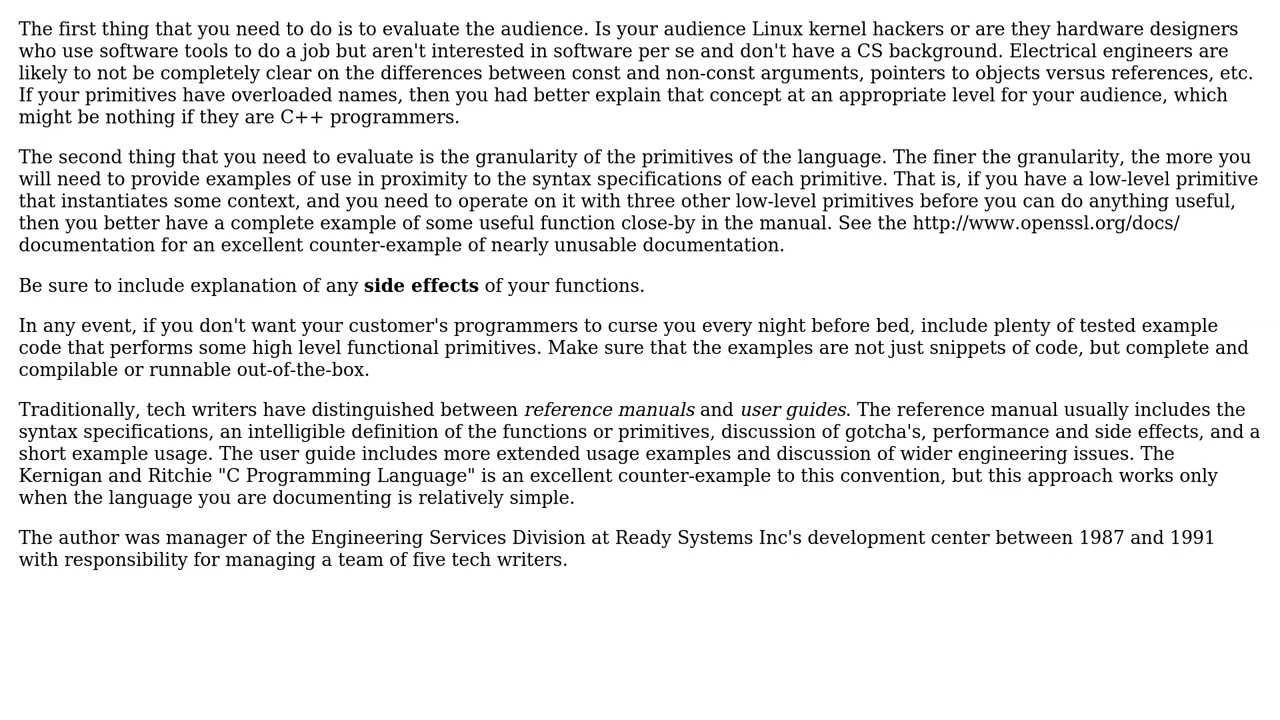 The first thing that you need to do is to evaluate the audience. Is your audience Linux kernel hackers or are they hardware designers
who use software tools to do a job but aren't interested in software per se and don't have a CS background. Electrical engineers are
likely to not be completely clear on the differences between const and non-const arguments, pointers to objects versus references, etc.
If your primitives have overloaded names, then you had better explain that concept at an appropriate level for your audience, which
might be nothing if they are C++ programmers.
The second thing that you need to evaluate is the granularity of the primitives of the language. The finer the granularity, the more you
will need to provide examples of use in proximity to the syntax specifications of each primitive. That is, if you have a low-level primitive
that instantiates some context, and you need to operate on it with three other low-level primitives before you can do anything useful,
then you better have a complete example of some useful function close-by in the manual. See the http://www.openssl.org/docs/
documentation for an excellent counter-example of nearly unusable documentation.
Be sure to include explanation of any side effects of your functions.
In any event, if you don't want your customer's programmers to curse you every night before bed, include plenty of tested example
code that performs some high level functional primitives. Make sure that the examples are not just snippets of code, but complete and
compilable or runnable out-of-the-box.
Traditionally, tech writers have distinguished between reference manuals and user guides. The reference manual usually includes the
syntax specifications, an intelligible definition of the functions or primitives, discussion of gotcha's, performance and side effects, and a
short example usage. The user guide includes more extended usage examples and discussion of wider engineering issues. The
Kernigan and Ritchie "C Programming Language" is an excellent counter-example to this convention, but this approach works only
when the language you are documenting is relatively simple.
The author was manager of the Engineering Services Division at Ready Systems Inc's development center between 1987 and 1991
with responsibility for managing a team of five tech writers.